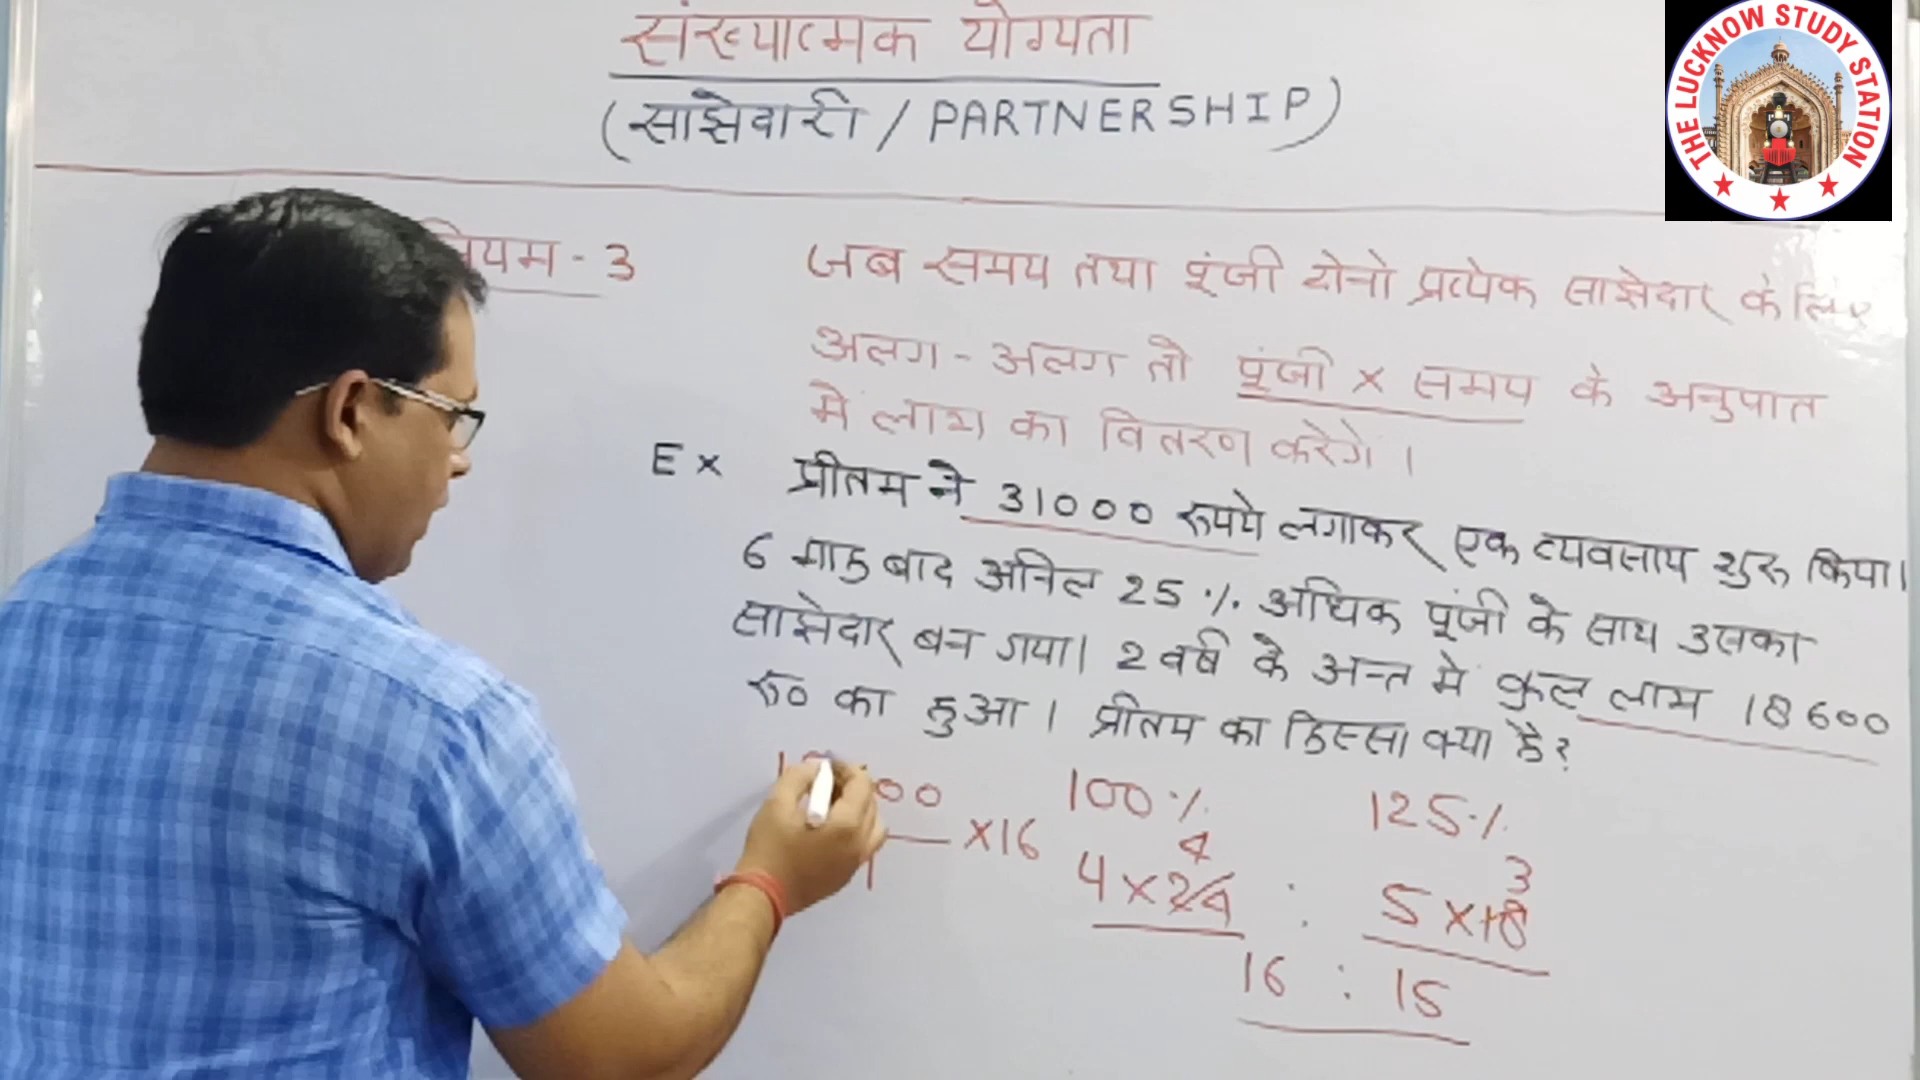 संख्यात्मक योग्यता
(साझेदारी / PARTNERSHIP)
THE LUCKNOW STUDY STATION
नियम - 3
जब समय तथा पूंजी दोनो प्रत्येक साझेदार के लिए
अलग - अलग तो पूंजी × समय के अनुपात
में लाभ का वितरण करेगें।
Ex प्रीतम ने 31000 रुपये लगाकर एक व्यवसाय शुरु किया।
6 माह बाद अनिल 25 % अधिक पूंजी के साथ उसका
साझेदार बन गया। 2 वर्ष के अन्त में कुल लाभ 18600
रु० का हुआ। प्रीतम का हिस्सा क्या है?
100 % 125 %
4 3
4 × 24 : 5 × 18
16 : 15
00 × 16